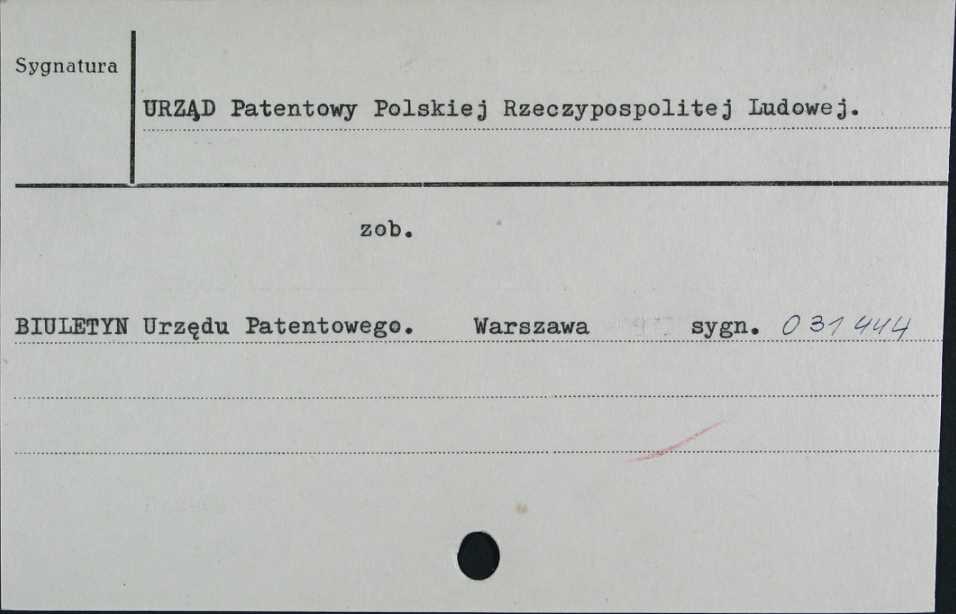 Sygnatura
URZĄD Patentowy Polskiej Rzeczypospolitej Ludowej.
zob.
BIULETYN Urzędu Patentowego. Warszawa sygn. 031444